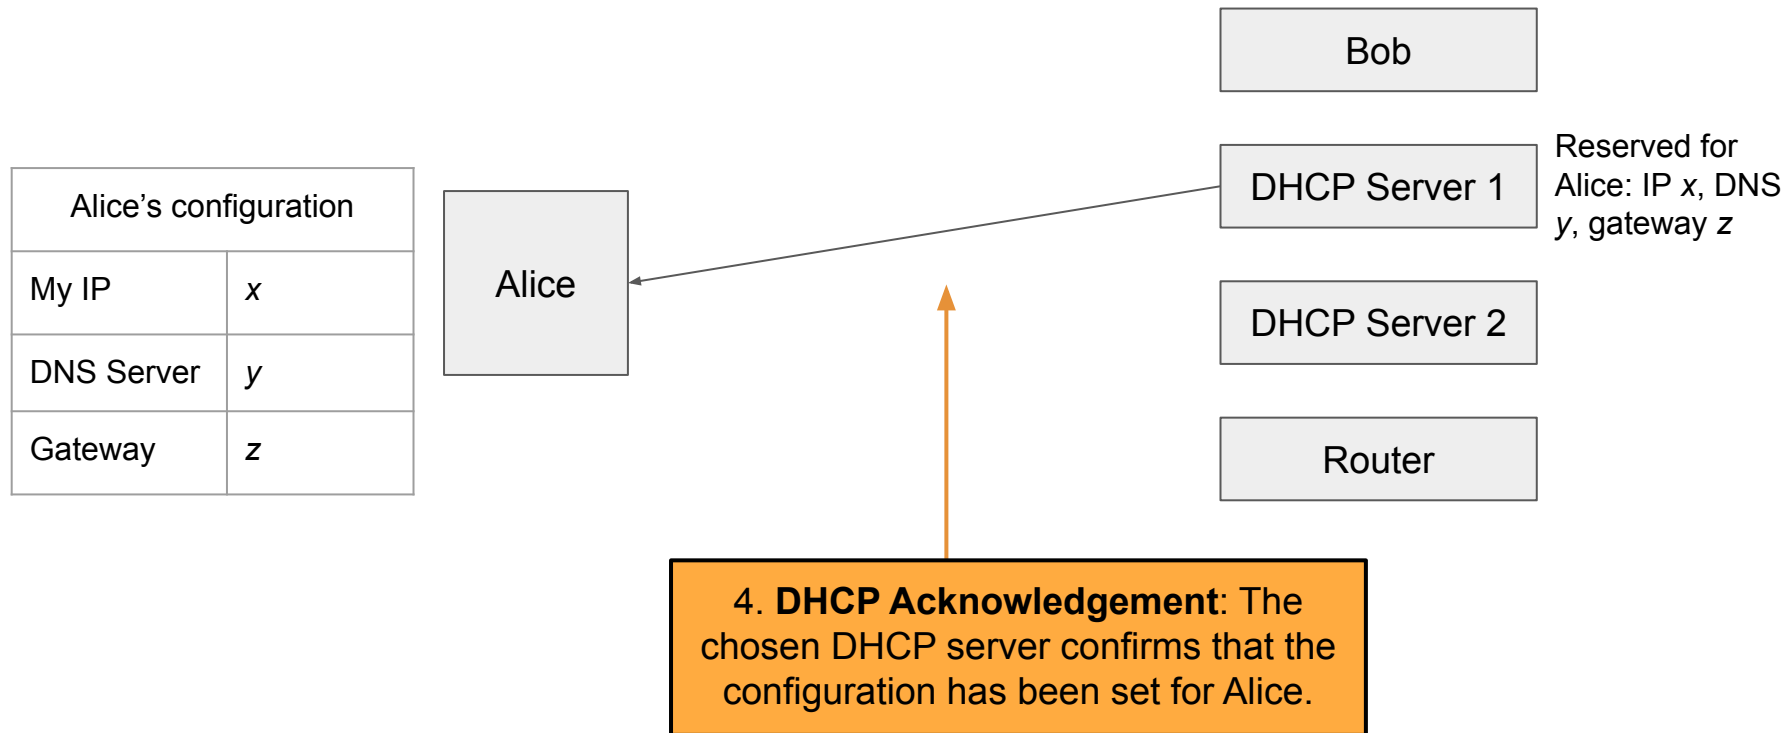 Bob
Reserved for
Alice: IP x, DNS
y, gateway z
DHCP Server 1
Alice's configuration
My IP x
DNS Server y
Gateway z
Alice
DHCP Server 2
Router
4. DHCP Acknowledgement: The
chosen DHCP server confirms that the
configuration has been set for Alice.